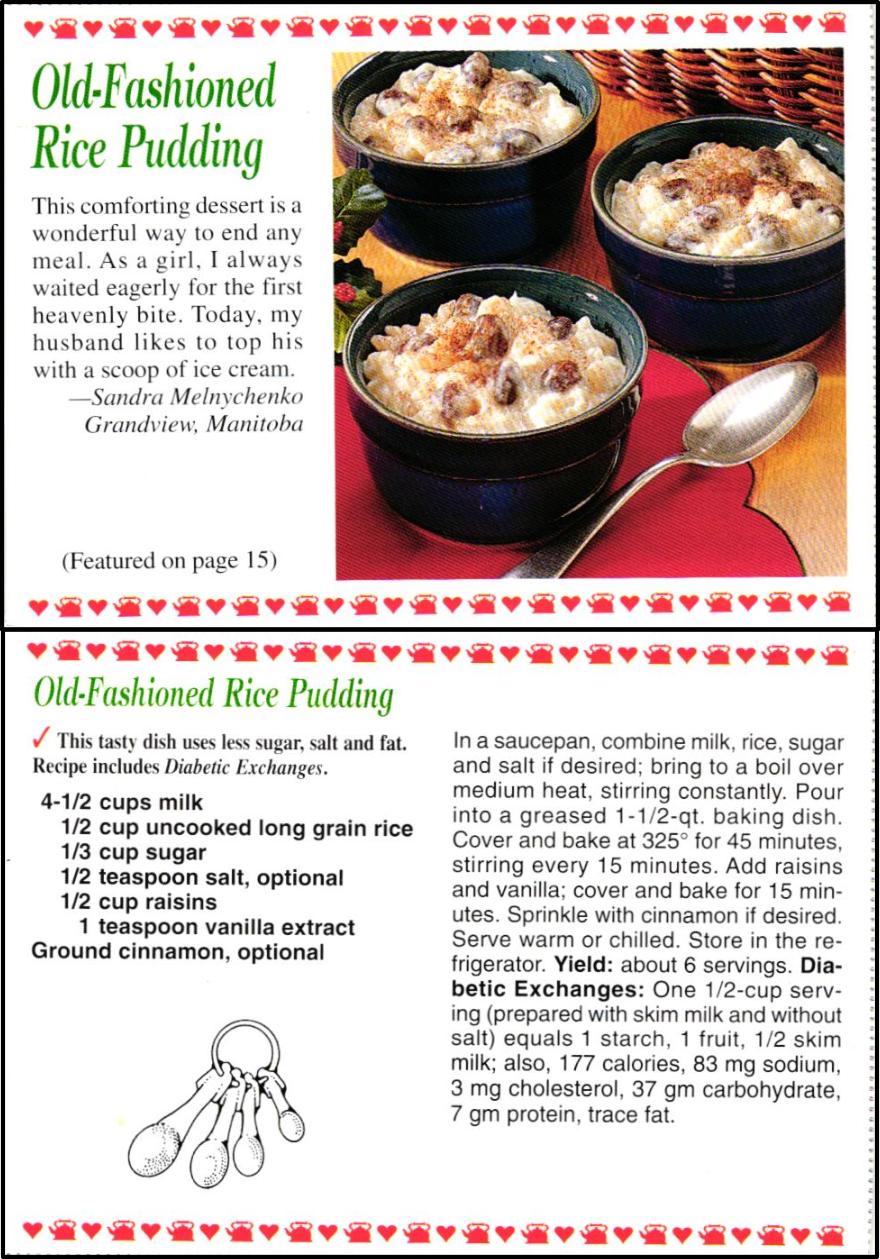 Old-Fashioned
Rice Pudding
This comforting dessert is a
wonderful way to end any
meal. As a girl, I always
waited eagerly for the first
heavenly bite. Today, my
husband likes to top his
with a scoop of ice cream.
—Sandra Melnychenko
Grandview, Manitoba
(Featured on page 15)
Old-Fashioned Rice Pudding
✓ This tasty dish uses less sugar, salt and fat.
Recipe includes Diabetic Exchanges.
4-1/2 cups milk
1/2 cup uncooked long grain rice
1/3 cup sugar
1/2 teaspoon salt, optional
1/2 cup raisins
1 teaspoon vanilla extract
Ground cinnamon, optional
In a saucepan, combine milk, rice, sugar
and salt if desired; bring to a boil over
medium heat, stirring constantly. Pour
into a greased 1-1/2-qt. baking dish.
Cover and bake at 325° for 45 minutes,
stirring every 15 minutes. Add raisins
and vanilla; cover and bake for 15 min-
utes. Sprinkle with cinnamon if desired.
Serve warm or chilled. Store in the re-
frigerator. Yield: about 6 servings. Dia-
betic Exchanges: One 1/2-cup serv-
ing (prepared with skim milk and without
salt) equals 1 starch, 1 fruit, 1/2 skim
milk; also, 177 calories, 83 mg sodium,
3 mg cholesterol, 37 gm carbohydrate,
7 gm protein, trace fat.